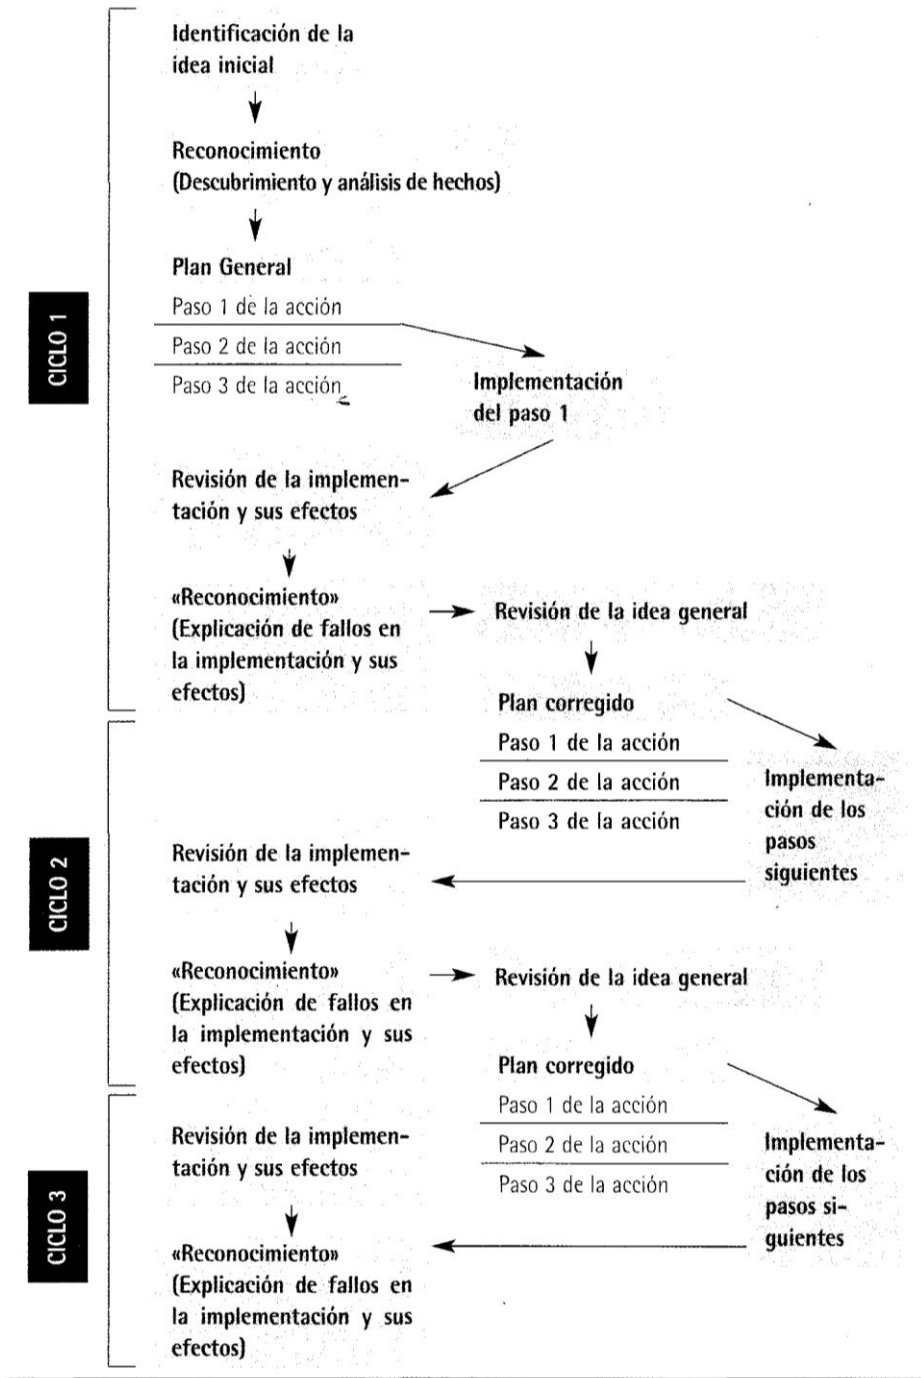 CICLO 1
Identificación de la
idea inicial
Reconocimiento
(Descubrimiento y análisis de hechos)
Plan General
Paso 1 de la acción
Paso 2 de la acción
Paso 3 de la acción
Implementación
del paso 1
Revisión de la implemen-
tación y sus efectos
«Reconocimiento»
(Explicación de fallos en
la implementación y sus
efectos)
Revisión de la idea general
Plan corregido
Paso 1 de la acción
Paso 2 de la acción
Paso 3 de la acción
Implementa-
ción de los
pasos
siguientes
CICLO 2
Revisión de la implemen-
tación y sus efectos
«Reconocimiento»
(Explicación de fallos en
la implementación y sus
efectos)
Revisión de la idea general
Plan corregido
Paso 1 de la acción
Paso 2 de la acción
Paso 3 de la acción
Implementa-
ción de los
pasos si-
guientes
CICLO 3
Revisión de la implemen-
tación y sus efectos
«Reconocimiento»
(Explicación de fallos en
la implementación y sus
efectos)